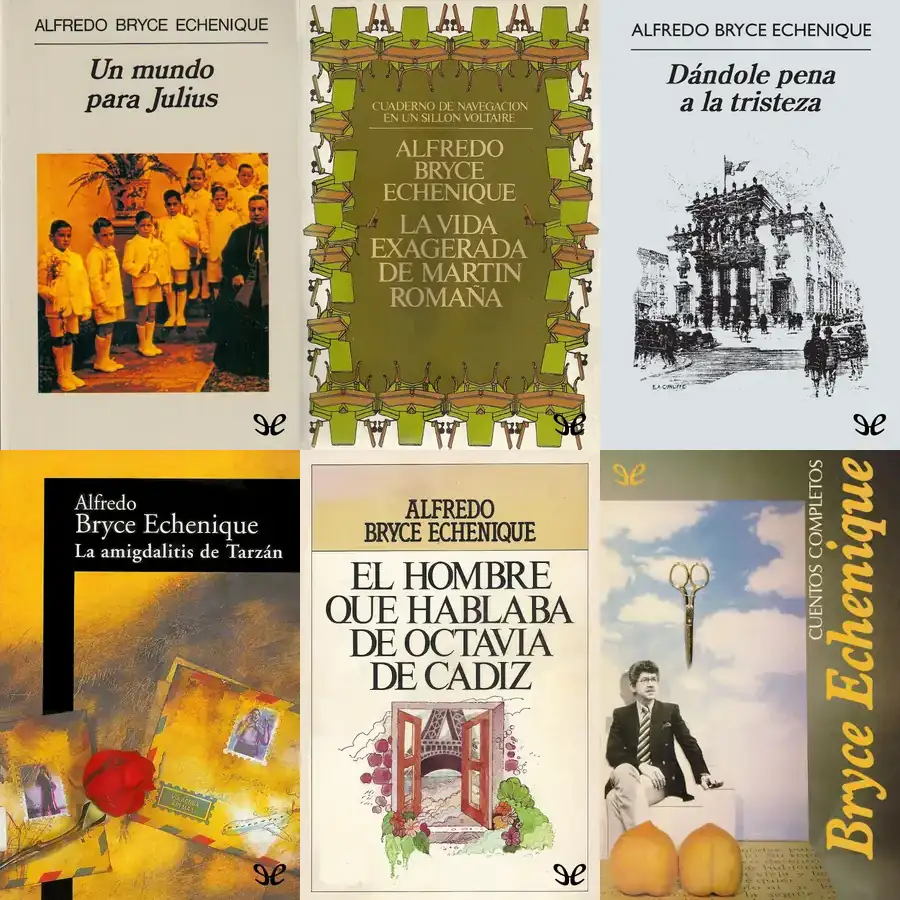 ALFREDO BRYCE ECHENIQUE
Un mundo
para Julius
CUADERNO DE NAVEGACION
EN UN SILLON VOLTAIRE
ALFREDO
BRYCE
ECHENIQUE
LA VIDA
EXAGERADA
DE MARTIN
ROMAÑA
ALFREDO BRYCE ECHENIQUE
Dándole pena
a la tristeza
Alfredo
Bryce Echenique
La amigdalitis de Tarzán
ALFREDO
BRYCE ECHENIQUE
EL HOMBRE
QUE HABLABA
DE OCTAVIA
DE CADIZ
CUENTOS COMPLETOS
Bryce Echenique